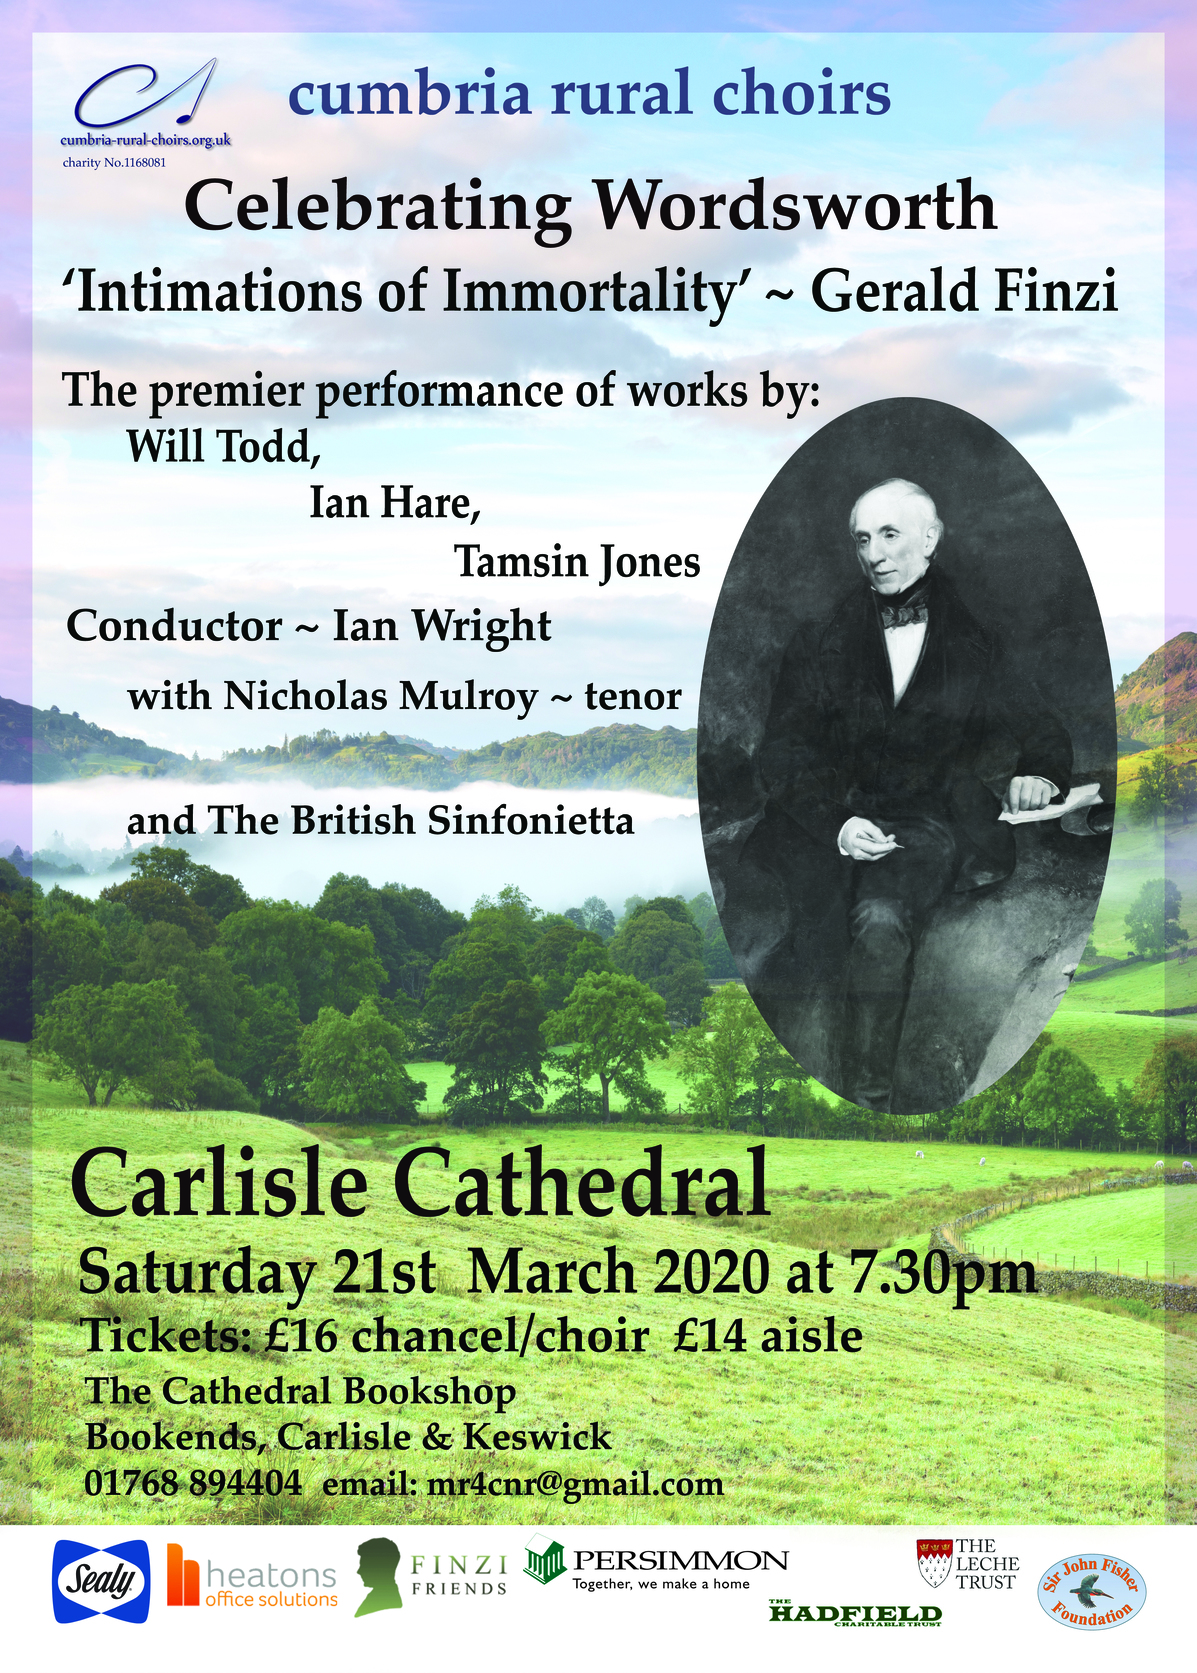 cumbria rural choirs
cumbria-rural-choirs.org.uk
charity No.1168081
Celebrating Wordsworth
‘Intimations of Immortality’ ~ Gerald Finzi
The premier performance of works by:
Will Todd,
Ian Hare,
Tamsin Jones
Conductor ~ Ian Wright
with Nicholas Mulroy ~ tenor
and The British Sinfonietta
Carlisle Cathedral
Saturday 21st March 2020 at 7.30pm
Tickets: £16 chancel/choir £14 aisle
The Cathedral Bookshop
Bookends, Carlisle & Keswick
01768 894404 email: mr4cnr@gmail.com
Sealy
heatons
office solutions
FINZI
FRIENDS
PERSIMMON
Together, we make a home
THE
HADFIELD
CHARITABLE TRUST
THE
LECHE
TRUST
Sir John Fisher
Foundation